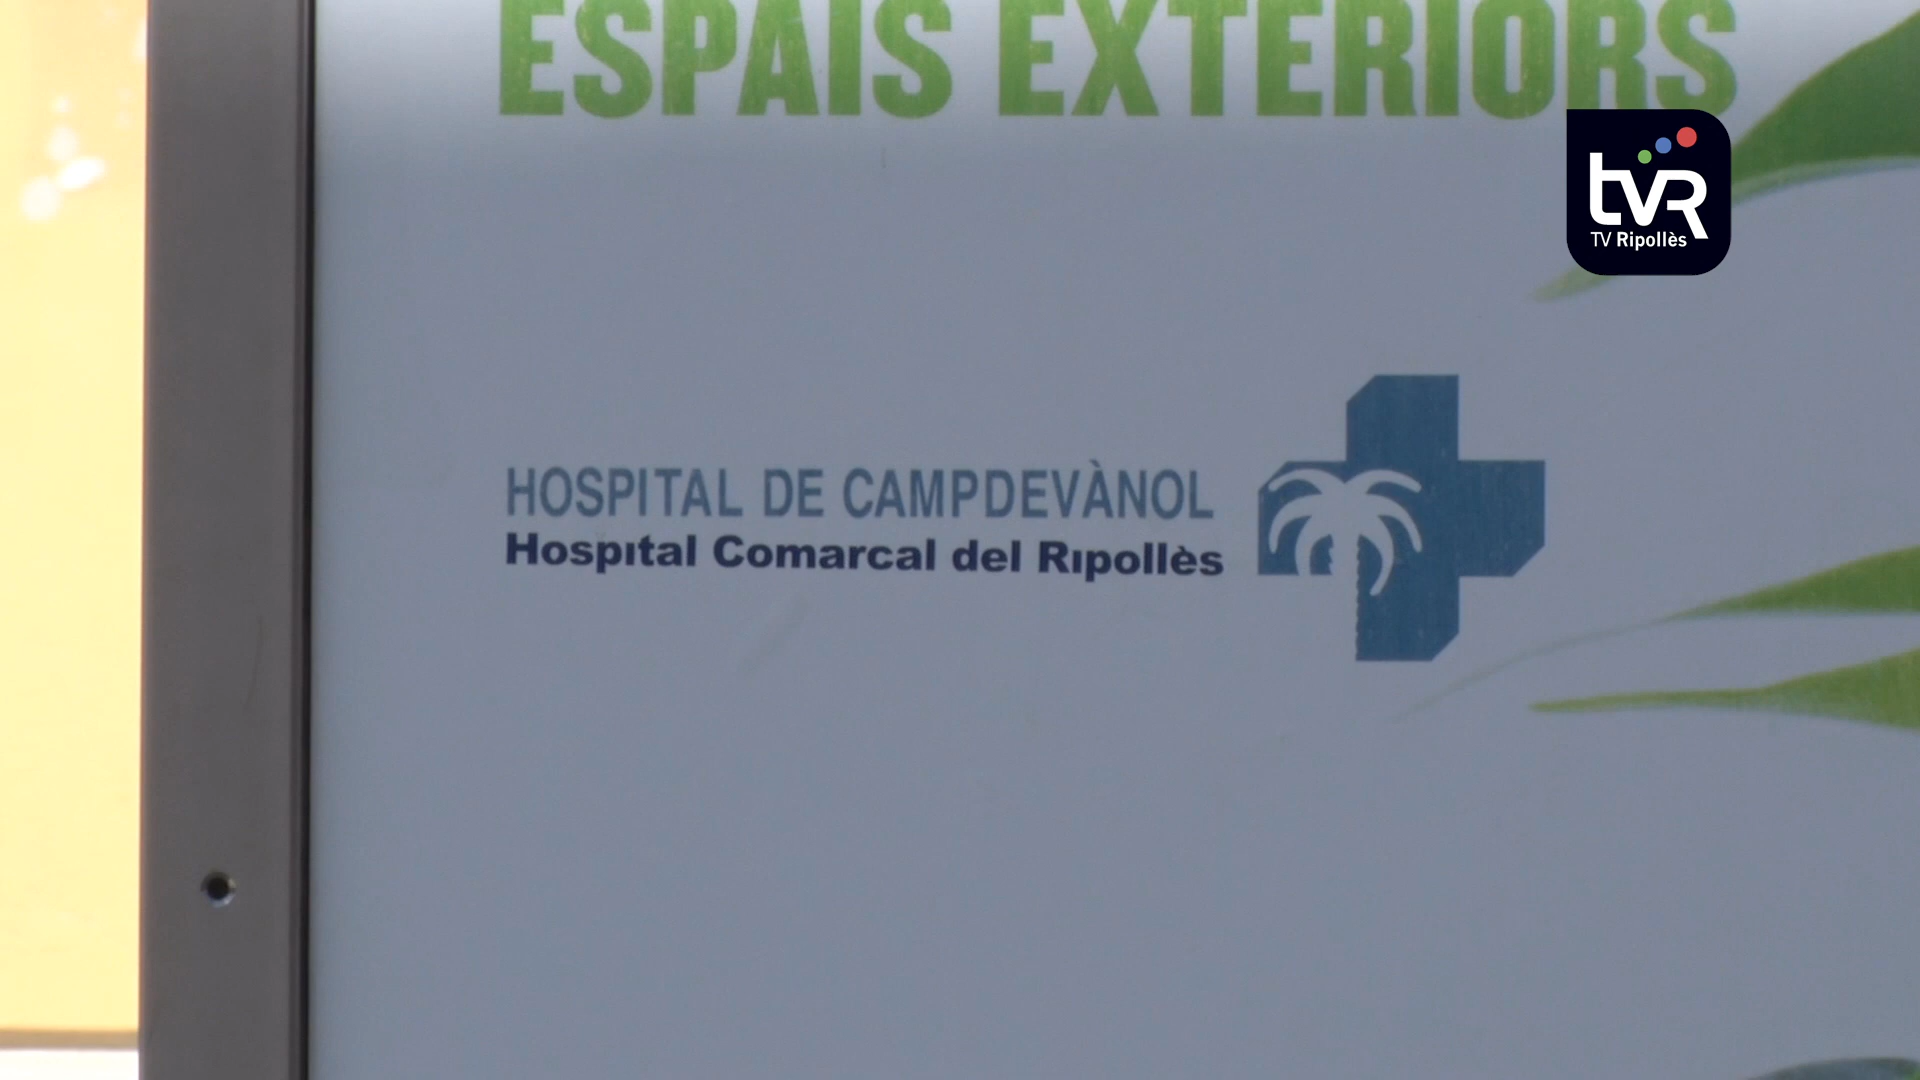 ESPAIS EXTERIORS
tvR
TV Ripollès
HOSPITAL DE CAMPDEVÀNOL
Hospital Comarcal del Ripollès